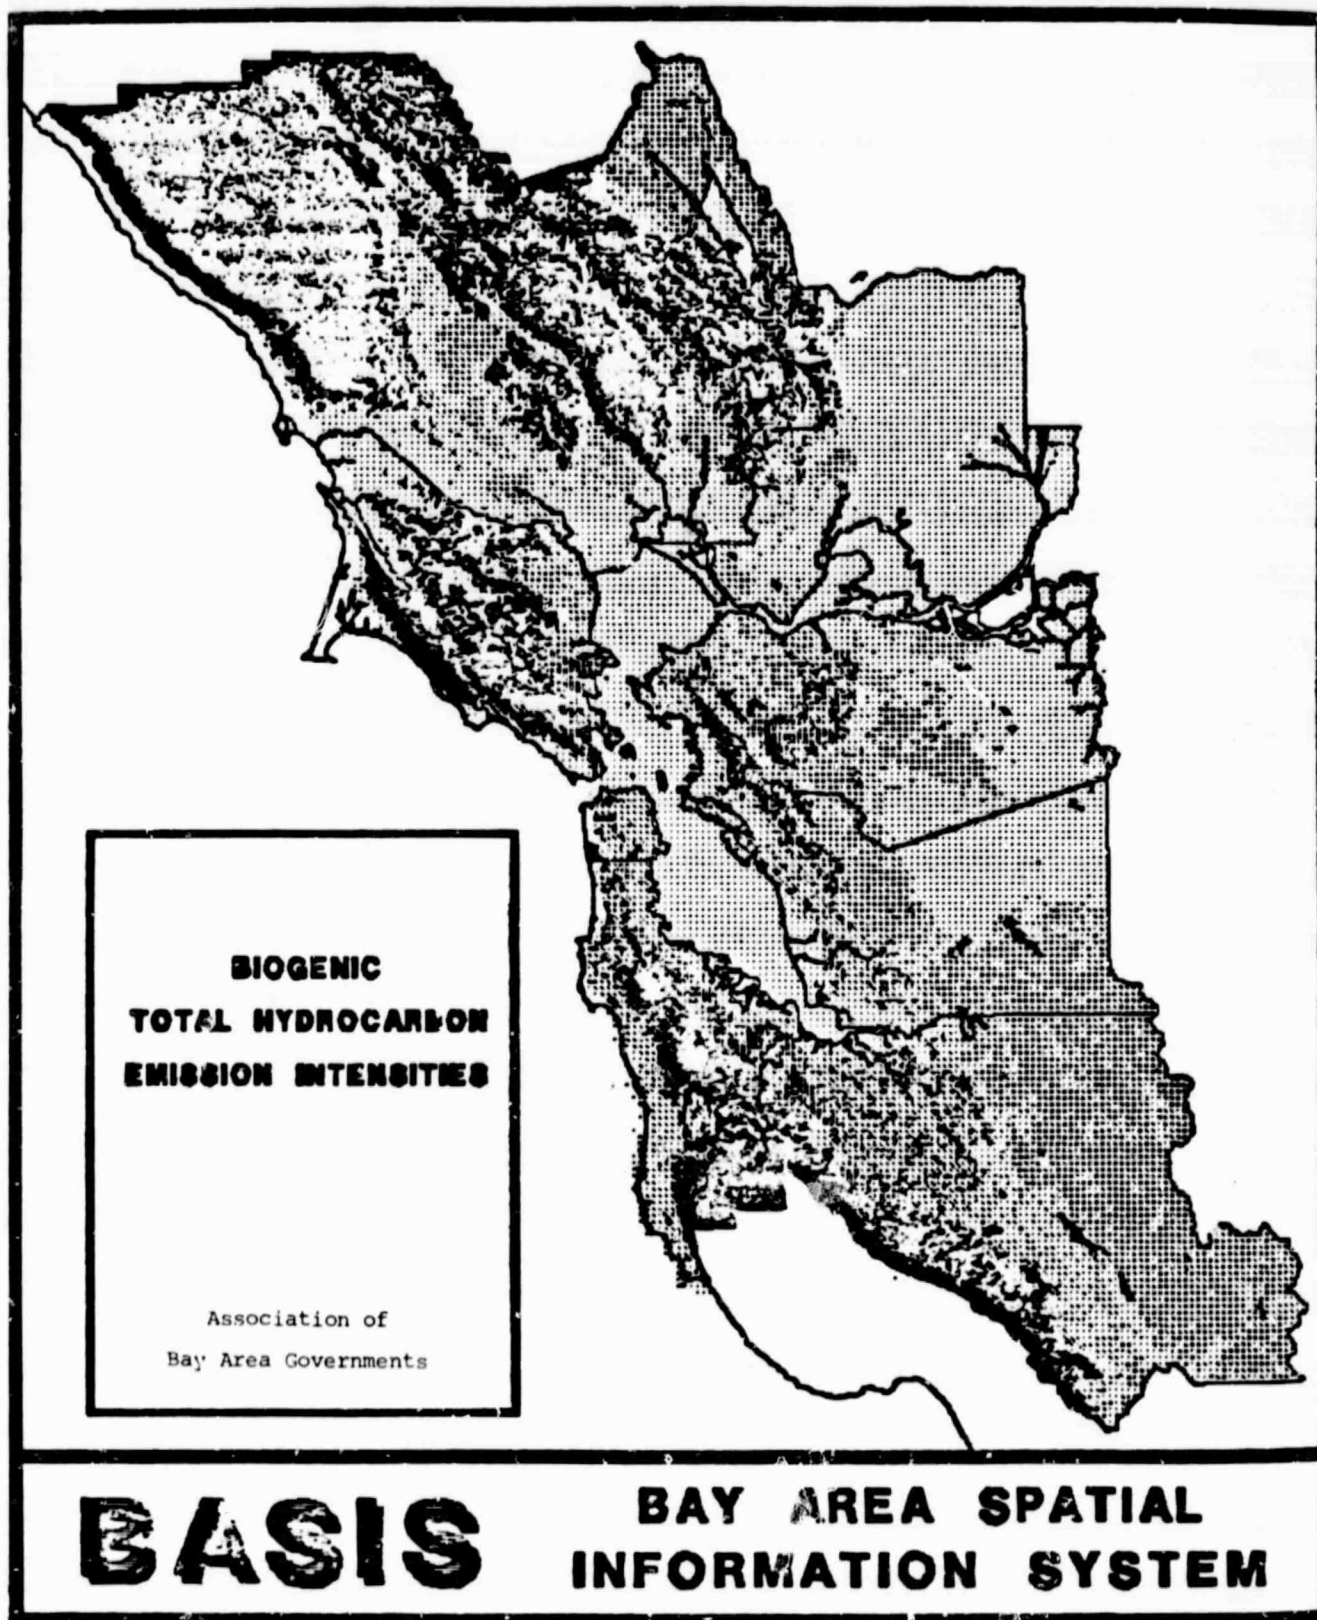 BIOGENIC
TOTAL HYDROCARBON
EMISSION INTENSITIES
Association of
Bay Area Governments
BASIS
BAY AREA SPATIAL
INFORMATION SYSTEM